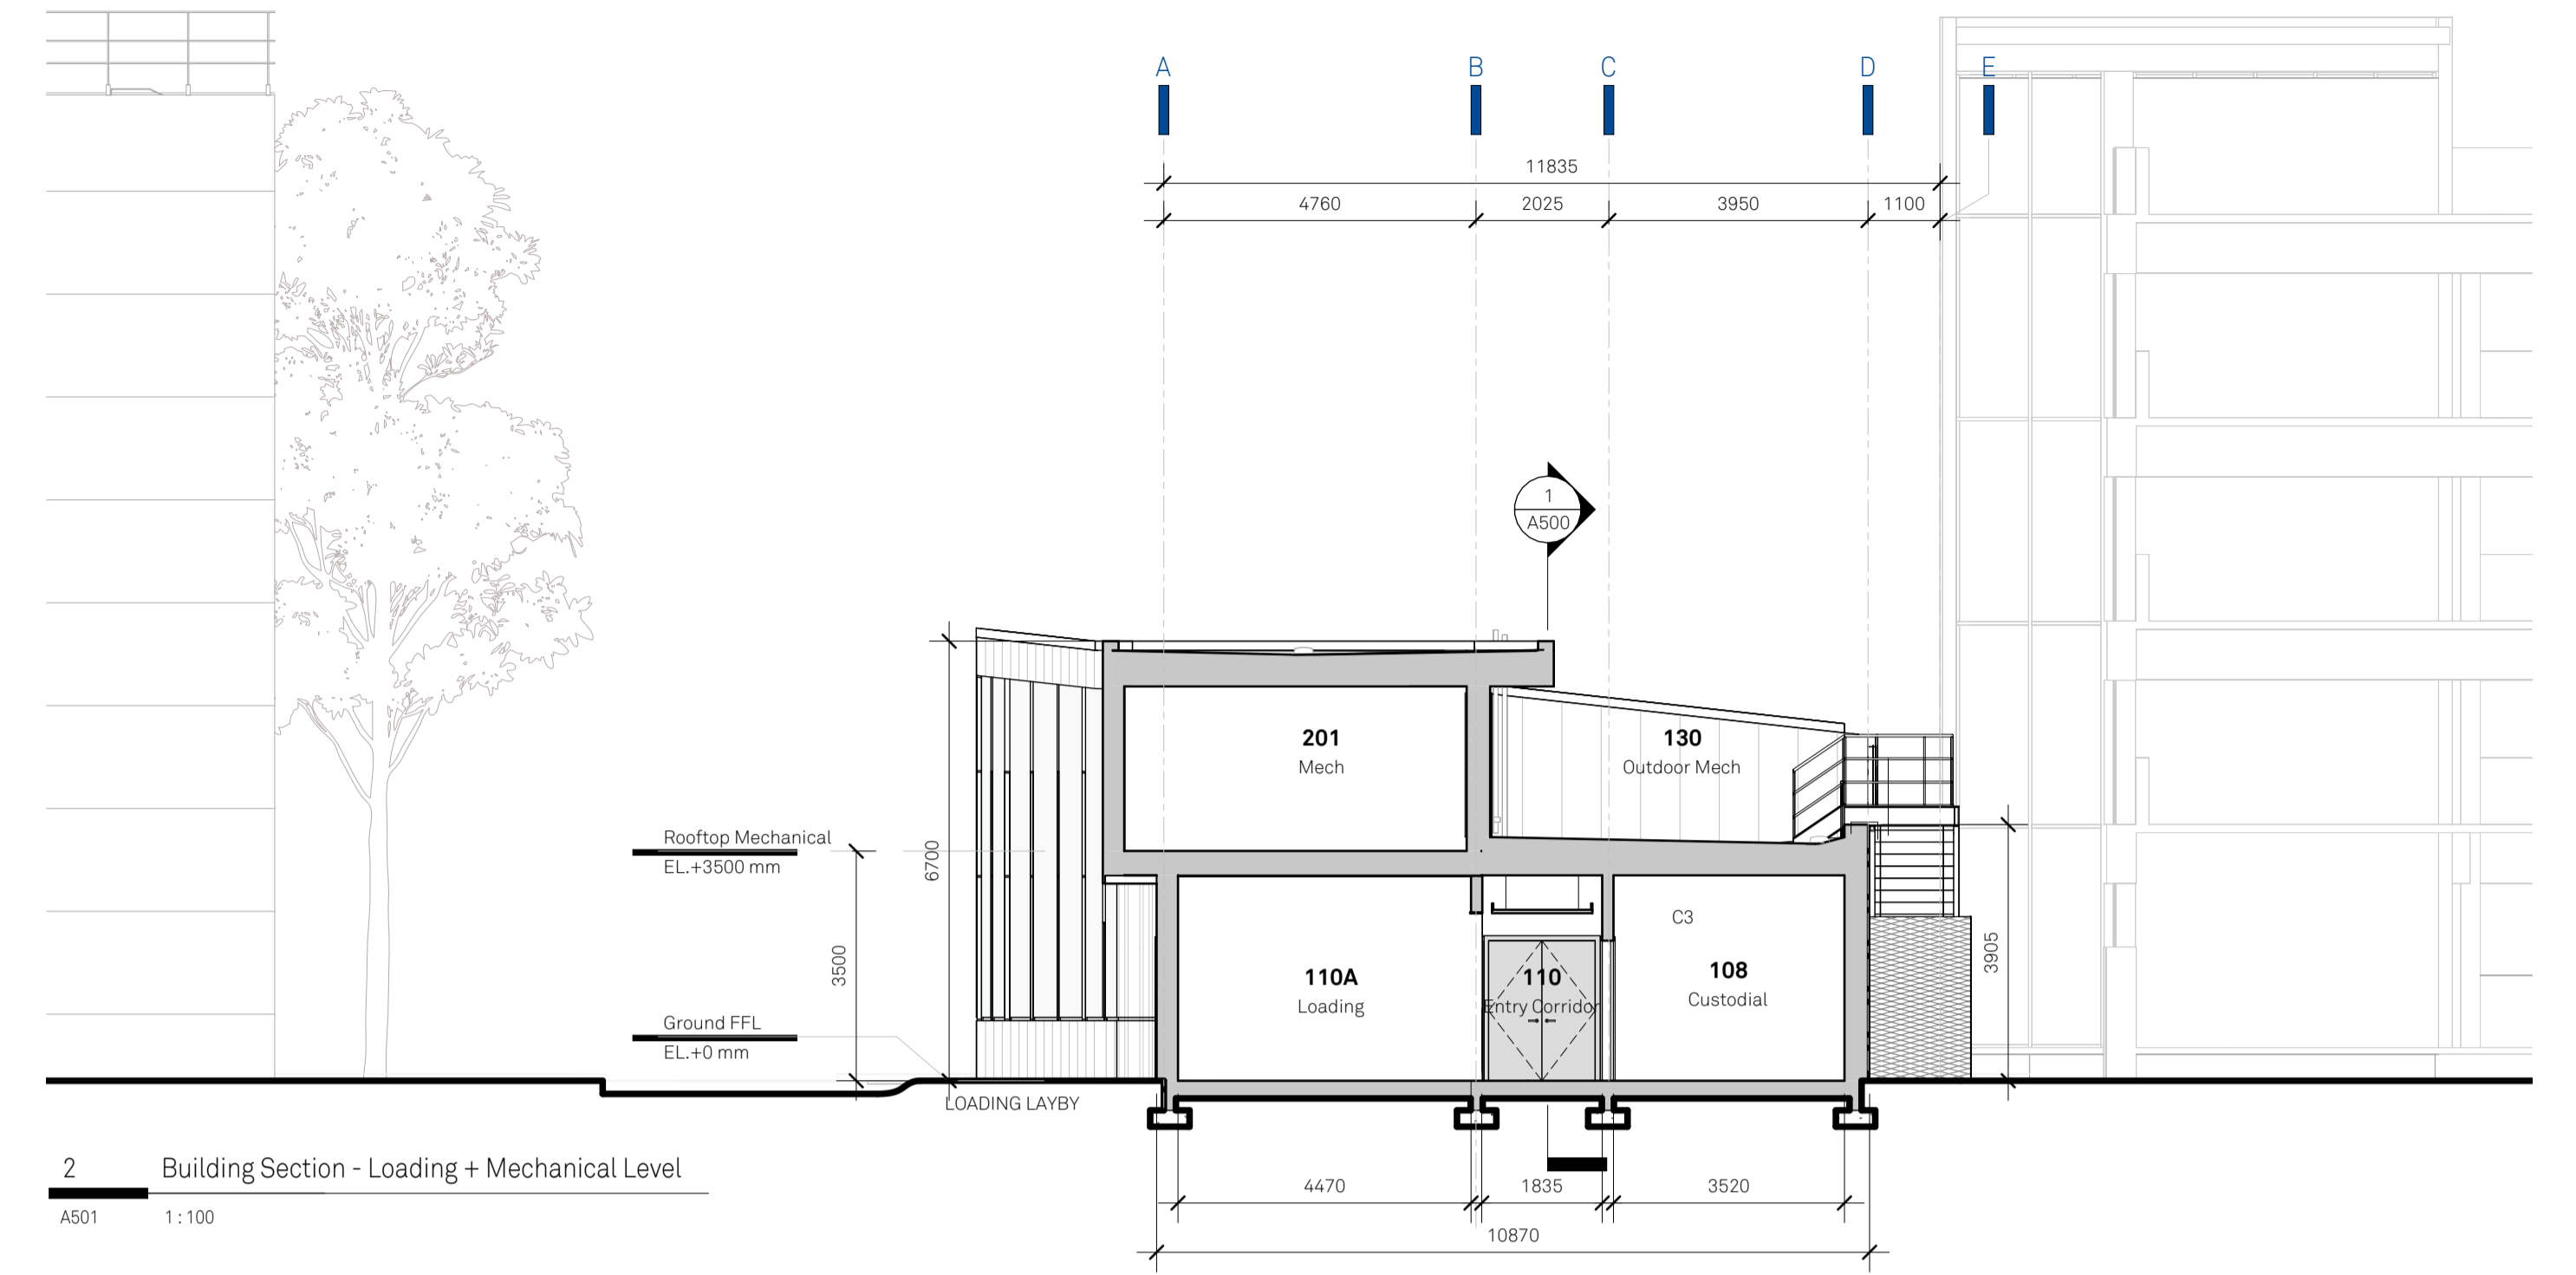 A
B
C
D
E
11835
4760
2025
3950
1100
1
A500
201
Mech
130
Outdoor Mech
Rooftop Mechanical
EL.+3500 mm
6700
3500
C3
3905
110A
Loading
110
Entry Corridor
108
Custodial
Ground FFL
EL.+0 mm
LOADING LAYBY
2
Building Section - Loading + Mechanical Level
A501
1 : 100
4470
1835
3520
10870